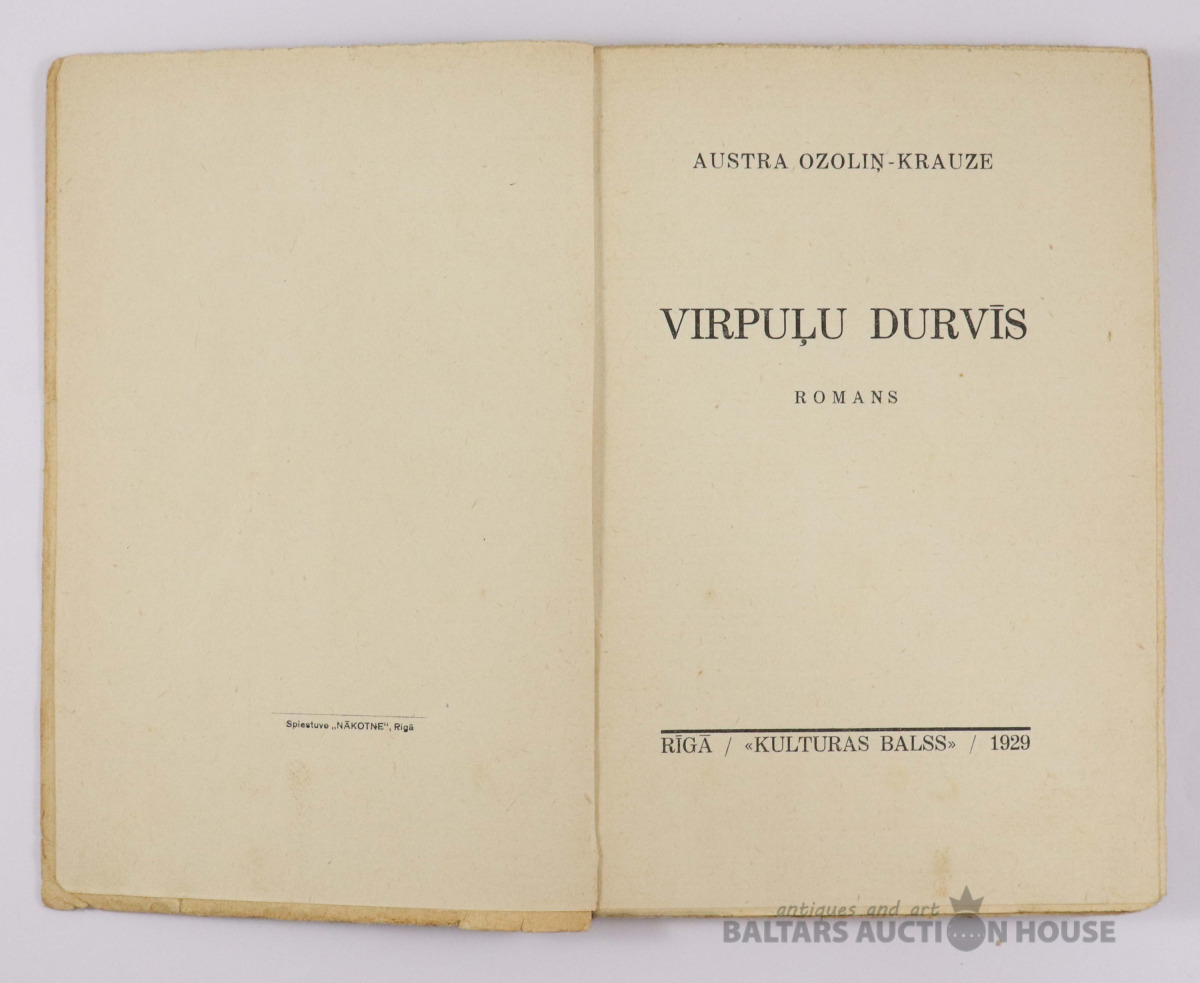 Spiestuve „NĀKOTNE“, Rīgā
AUSTRA OZOLIŅ-KRAUZE
VIRPUĻU DURVĪS
ROMANS
RĪGĀ / «KULTURAS BALSS» / 1929
antiques and art
BALTARS AUCTION HOUSE